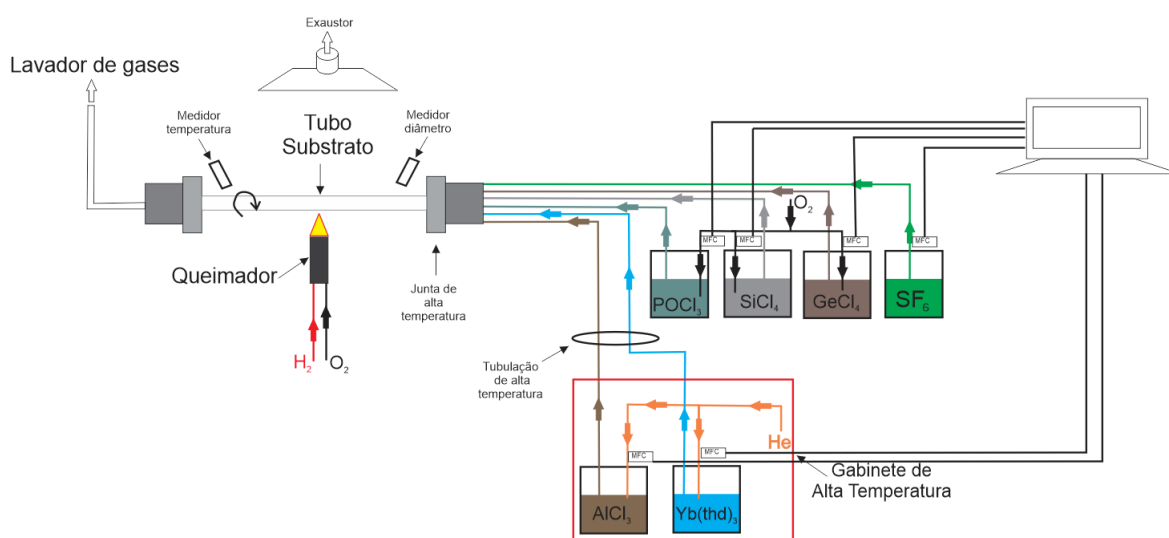 Exaustor
Lavador de gases
Medidor
temperatura
Tubo
Substrato
Medidor
diâmetro
O₂
MFC
MFC
MFC
MFC
POCl₃
SiCl₄
GeCl₄
SF₆
Queimador
Junta de
alta
temperatura
H₂
O₂
Tubulação
de alta
temperatura
He
MFC
MFC
Gabinete de
Alta Temperatura
AlCl₃
Yb(thd)₃